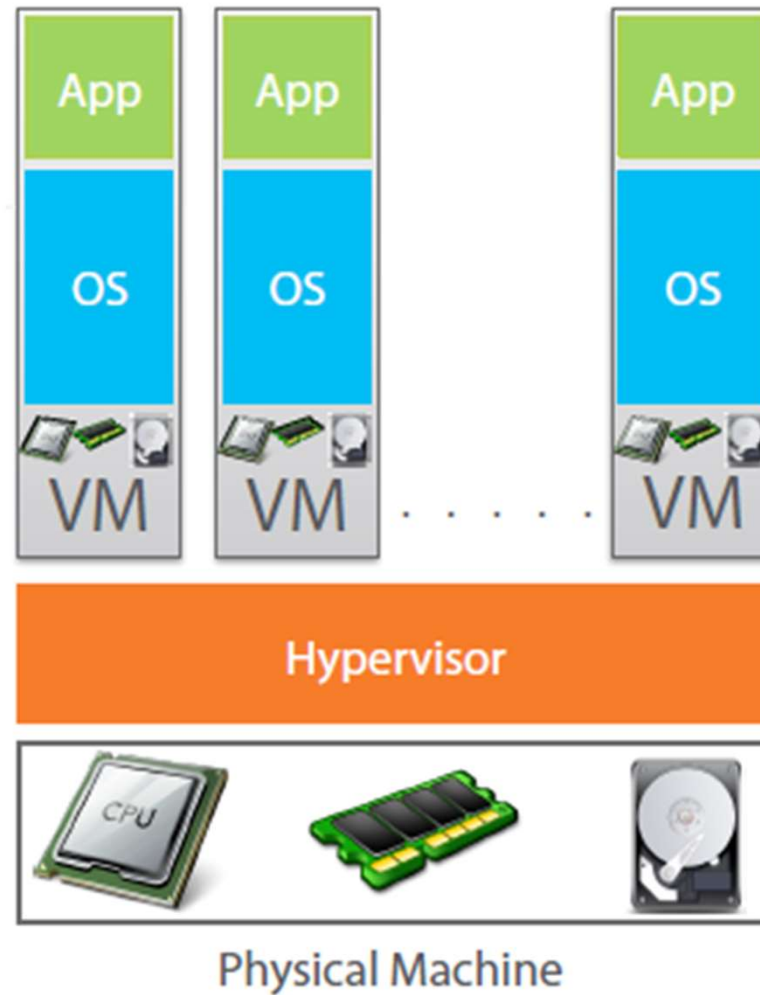 App App App
OS OS OS
VM VM . . . . . VM
Hypervisor
CPU
Physical Machine